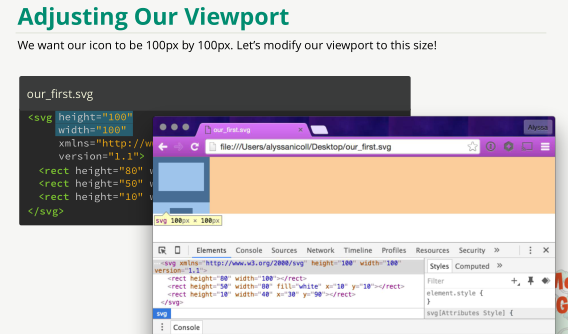 Adjusting Our Viewport
We want our icon to be 100px by 100px. Let's modify our viewport to this size!
our_first.svg
<svg height="100"
width="100"
xmlns="http://w
version="1.1">
<rect height="80" w
<rect height="50" w
<rect height="10" w
</svg>
our_first.svg
Alyssa
file:///Users/alyssanicoll/Desktop/our_first.svg
svg 100px × 100px
Elements Console Sources Network Timeline Profiles Resources Security »
<svg xmlns="http://www.w3.org/2000/svg" height="100" width="100"
version="1.1">
<rect height="80" width="100"></rect>
<rect height="50" width="80" fill="white" x="10" y="10"></rect>
<rect height="10" width="40" x="30" y="90"></rect>
</svg>
svg
Console
Styles Computed »
Filter
element.style {
}
svg[Attributes Style] {